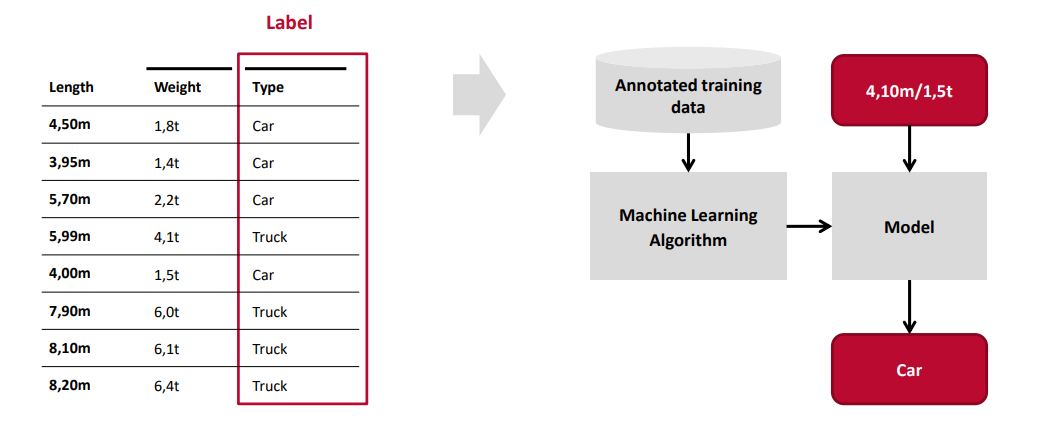 Label
Length Weight Type
4,50m 1,8t Car
3,95m 1,4t Car
5,70m 2,2t Car
5,99m 4,1t Truck
4,00m 1,5t Car
7,90m 6,0t Truck
8,10m 6,1t Truck
8,20m 6,4t Truck
Annotated training
data
4,10m/1,5t
Machine Learning
Algorithm
Model
Car